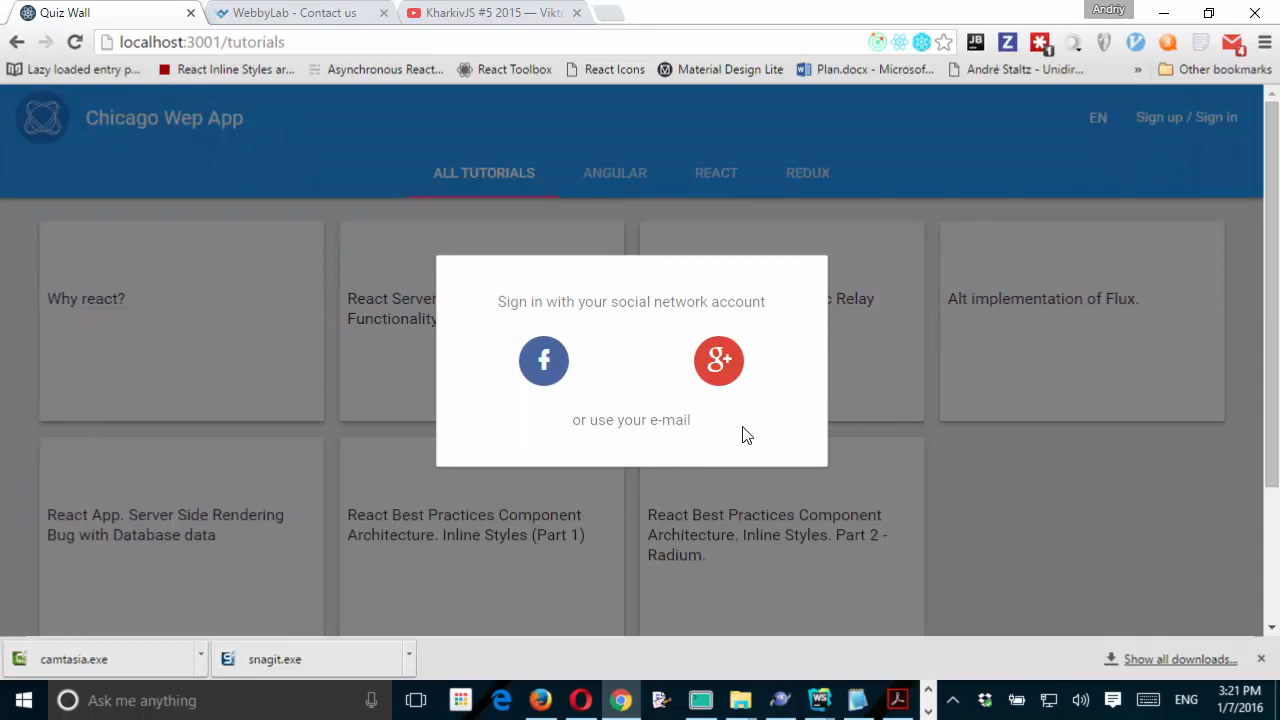 Quiz Wall
WebbyLab - Contact us
KharkivJS #5 2015 — Vikto
Andriy
localhost:3001/tutorials
JB
Z
1
4
Lazy loaded entry p...
React Inline Styles ar...
Asynchronous React...
React Toolbox
React Icons
Material Design Lite
Plan.docx - Microsof...
André Staltz - Unidir...
»
Other bookmarks
Chicago Wep App
EN
Sign up / Sign in
ALL TUTORIALS
ANGULAR
REACT
REDUX
Why react?
React Server
Functionality
c Relay
Alt implementation of Flux.
Sign in with your social network account
f
g+
or use your e-mail
React App. Server Side Rendering
Bug with Database data
React Best Practices Component
Architecture. Inline Styles (Part 1)
React Best Practices Component
Architecture. Inline Styles. Part 2 -
Radium.
camtasia.exe
snagit.exe
Show all downloads...
Ask me anything
WS
ENG
3:21 PM
1/7/2016